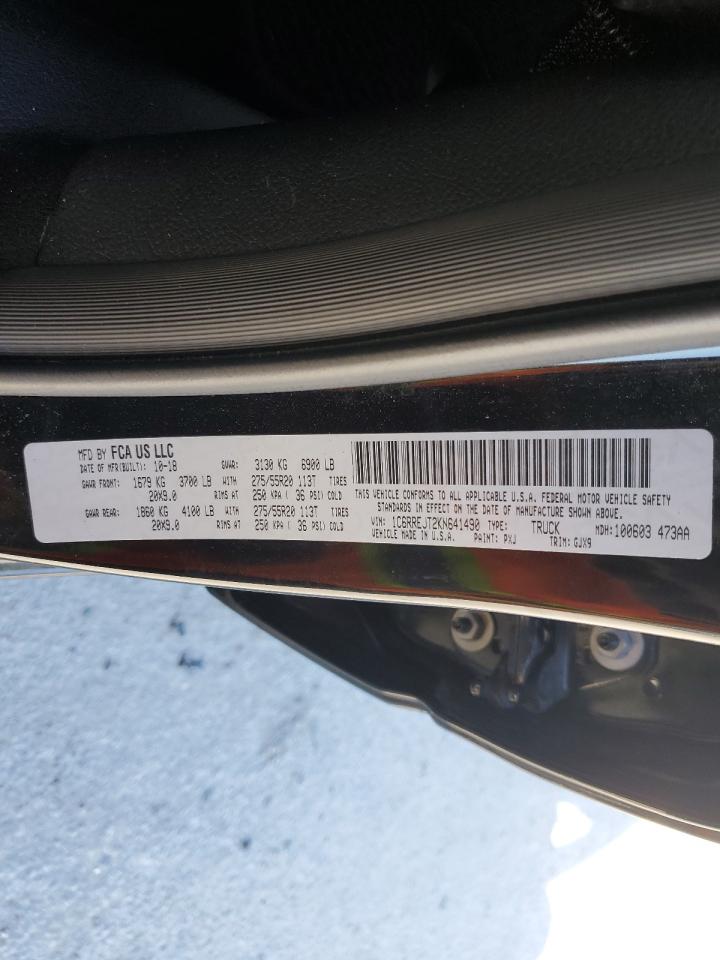 MFD BY FCA US LLC
DATE OF MFR(BUILT): 10-18 GVWR: 3130 KG 6900 LB
GAWR FRONT: 1679 KG 3700 LB WITH 275/55R20 113T TIRES
20X9.0 RIMS AT 250 KPA ( 36 PSI) COLD
GAWR REAR: 1860 KG 4100 LB WITH 275/55R20 113T TIRES
20X9.0 RIMS AT 250 KPA ( 36 PSI) COLD
THIS VEHICLE CONFORMS TO ALL APPLICABLE U.S.A. FEDERAL MOTOR VEHICLE SAFETY
STANDARDS IN EFFECT ON THE DATE OF MANUFACTURE SHOWN ABOVE.
VIN: 1C6RREJT2KN641490 TYPE: TRUCK MDH:100603 473AA
VEHICLE MADE IN U.S.A. PAINT: PXJ TRIM: GJX9